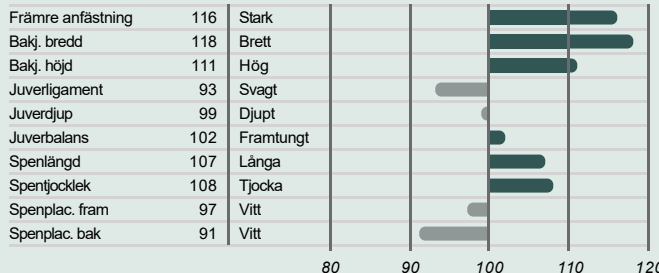 Främre anfästning 116 Stark
Bakj. bredd 118 Brett
Bakj. höjd 111 Hög
Juverligament 93 Svagt
Juverdjup 99 Djupt
Juverbalans 102 Framtungt
Spenlängd 107 Långa
Spentjocklek 108 Tjocka
Spenplac. fram 97 Vitt
Spenplac. bak 91 Vitt
80 90 100 110 120